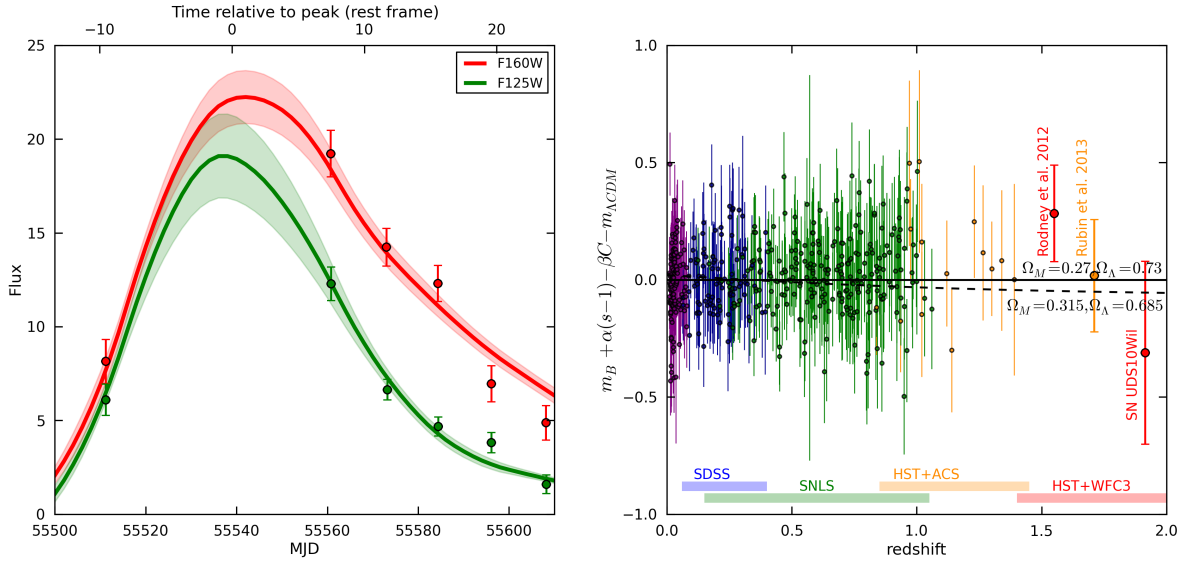 Time relative to peak (rest frame)
−10 0 10 20
25
20
15
10
5
0
Flux
F160W
F125W
55500 55520 55540 55560 55580 55600
MJD
1.0
0.5
0.0
−0.5
−1.0
m_B + α(s−1)−βC−m_ΛCDM
Rodney et al. 2012
Rubin et al. 2013
Ω_M=0.27,Ω_Λ=0.73
Ω_M=0.315,Ω_Λ=0.685
SN UDS10Wil
SDSS
HST+ACS
SNLS
HST+WFC3
0.0 0.5 1.0 1.5 2.0
redshift